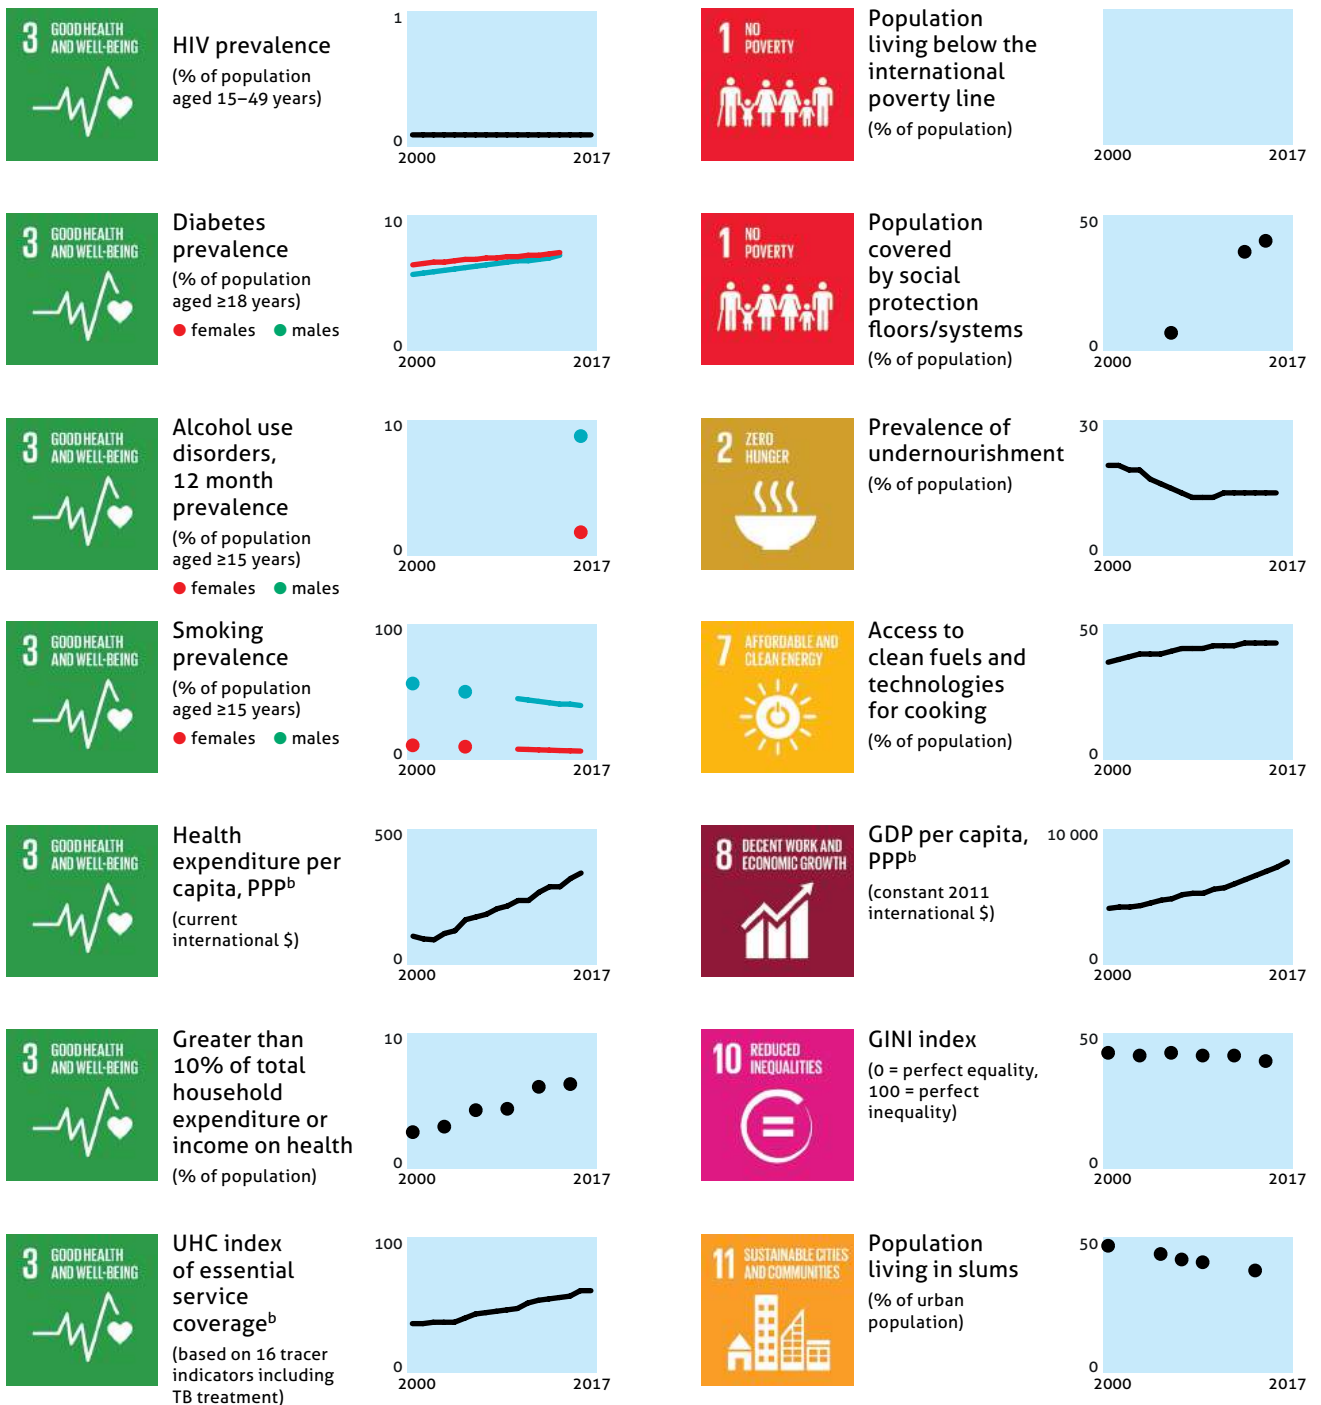 3 GOOD HEALTH
AND WELL-BEING
HIV prevalence
(% of population
aged 15–49 years)
1
0
2000 2017
3 GOOD HEALTH
AND WELL-BEING
Diabetes
prevalence
(% of population
aged ≥18 years)
females males
10
0
2000 2017
3 GOOD HEALTH
AND WELL-BEING
Alcohol use
disorders,
12 month
prevalence
(% of population
aged ≥15 years)
females males
10
0
2000 2017
3 GOOD HEALTH
AND WELL-BEING
Smoking
prevalence
(% of population
aged ≥15 years)
females males
100
0
2000 2017
3 GOOD HEALTH
AND WELL-BEING
Health
expenditure per
capita, PPPᵇ
(current
international $)
500
0
2000 2017
3 GOOD HEALTH
AND WELL-BEING
Greater than
10% of total
household
expenditure or
income on health
(% of population)
10
0
2000 2017
3 GOOD HEALTH
AND WELL-BEING
UHC index
of essential
service
coverageᵇ
(based on 16 tracer
indicators including
TB treatment)
100
0
2000 2017
1 NO
POVERTY
Population
living below the
international
poverty line
(% of population)
2000 2017
1 NO
POVERTY
Population
covered
by social
protection
floors/systems
(% of population)
50
0
2000 2017
2 ZERO
HUNGER
Prevalence of
undernourishment
(% of population)
30
0
2000 2017
7 AFFORDABLE AND
CLEAN ENERGY
Access to
clean fuels and
technologies
for cooking
(% of population)
50
0
2000 2017
8 DECENT WORK AND
ECONOMIC GROWTH
GDP per capita,
PPPᵇ
(constant 2011
international $)
10 000
0
2000 2017
10 REDUCED
INEQUALITIES
GINI index
(0 = perfect equality,
100 = perfect
inequality)
50
0
2000 2017
11 SUSTAINABLE CITIES
AND COMMUNITIES
Population
living in slums
(% of urban
population)
50
0
2000 2017